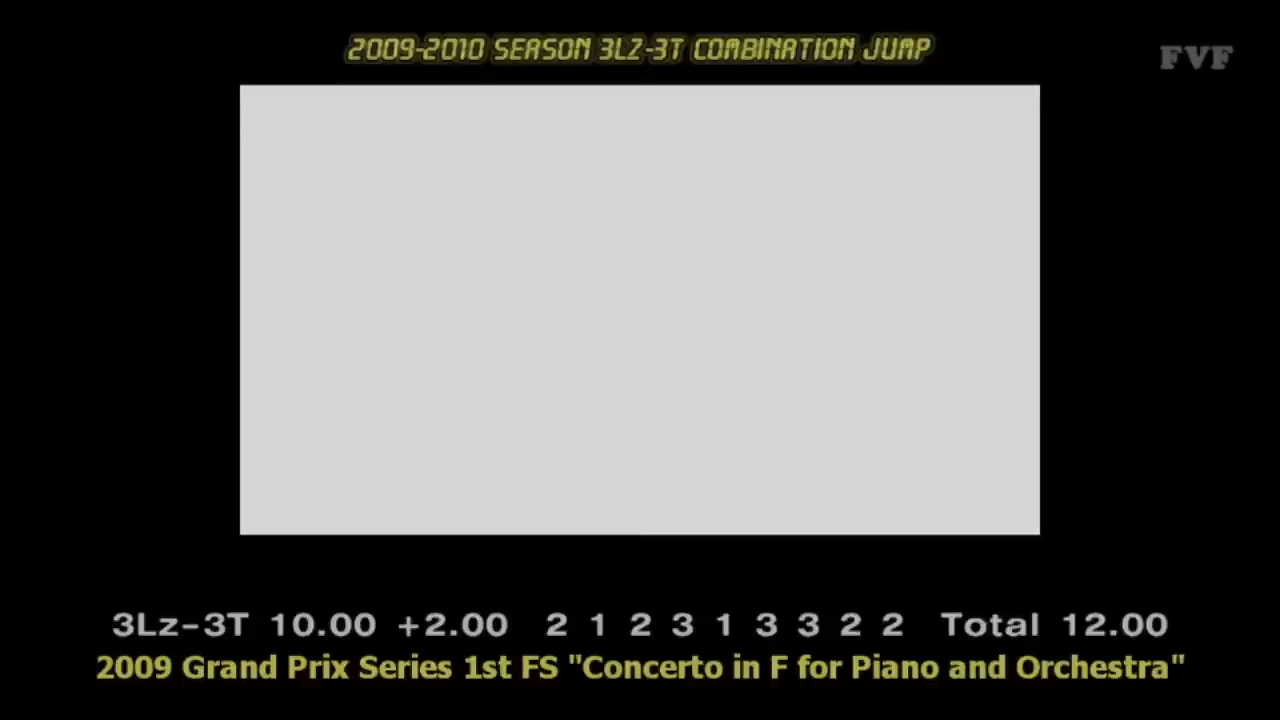 2009-2010 SEASON 3LZ-3T COMBINATION JUMP
FVF
3Lz-3T 10.00 +2.00 2 1 2 3 1 3 3 2 2 Total 12.00
2009 Grand Prix Series 1st FS "Concerto in F for Piano and Orchestra"